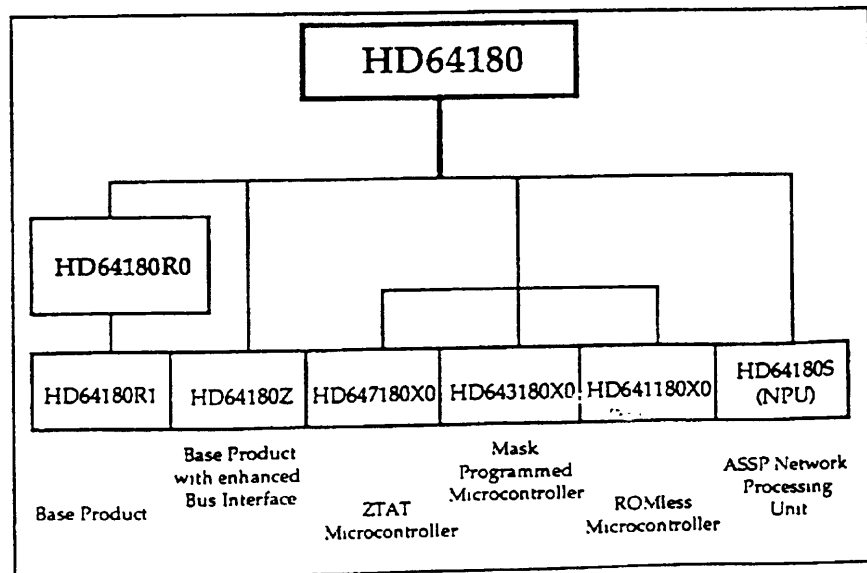 HD64180
HD64180R0
HD64180R1
HD64180Z
HD647180X0
HD643180X0
HD641180X0
HD64180S
(NPU)
Base Product
Base Product
with enhanced
Bus Interface
ZTAT
Microcontroller
Mask
Programmed
Microcontroller
ROMless
Microcontroller
ASSP Network
Processing
Unit